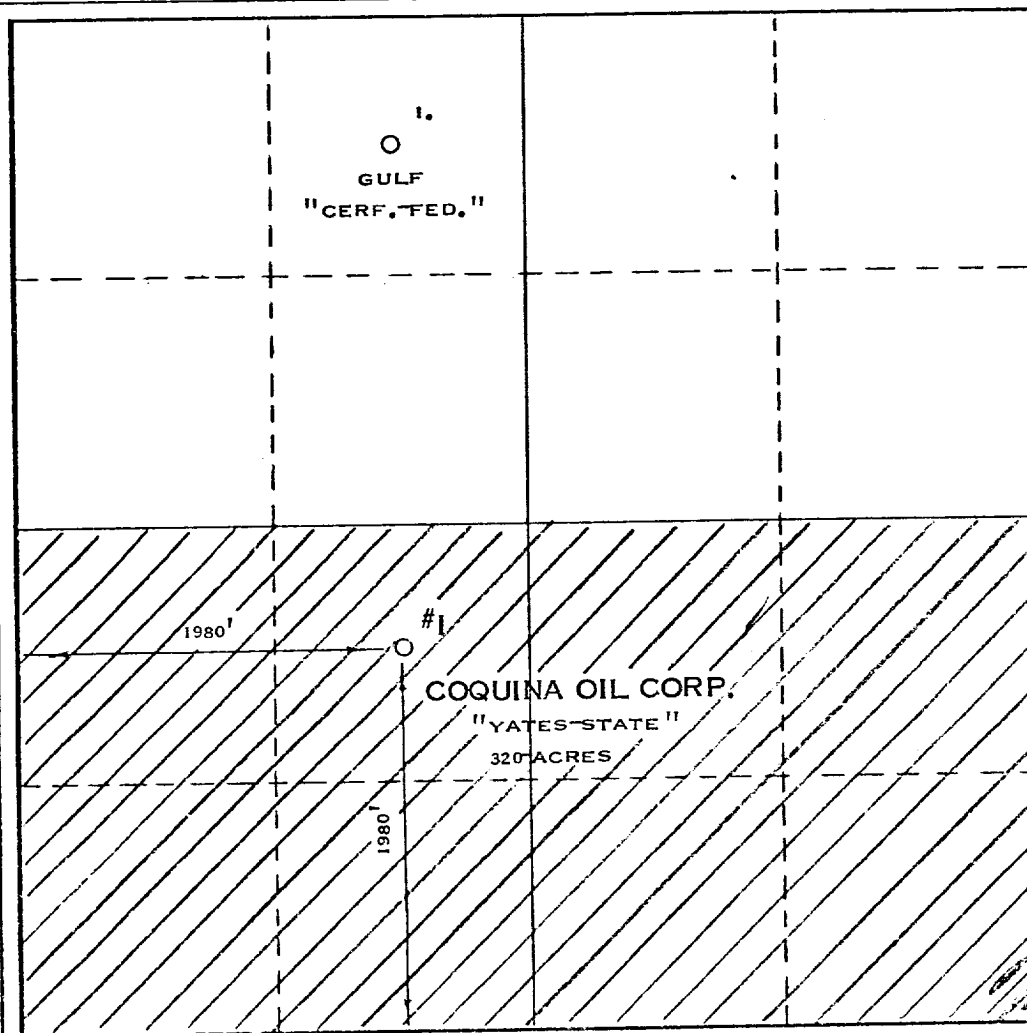 1.
GULF
"CERF.-FED."
1980'
#1
COQUINA OIL CORP.
"YATES-STATE"
320 ACRES
1980'